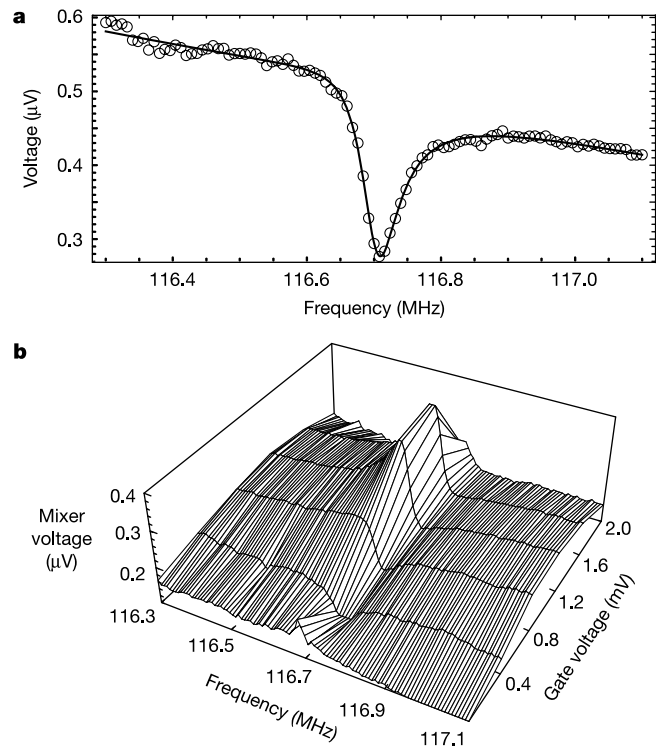 a
0.6
0.5
0.4
0.3
Voltage (μV)
116.4 116.6 116.8 117.0
Frequency (MHz)
b
0.4
0.3
0.2
Mixer
voltage
(μV)
116.3
116.5
116.7
116.9
117.1
Frequency (MHz)
2.0
1.6
1.2
0.8
0.4
Gate voltage (mV)